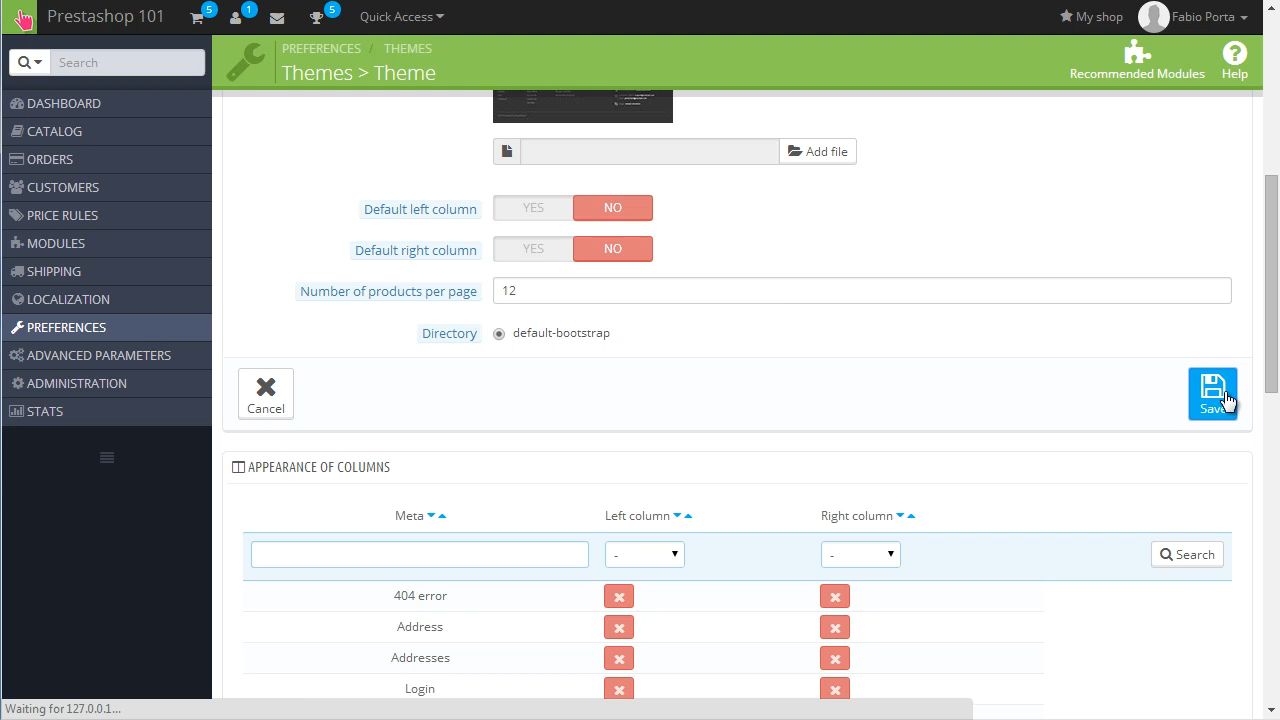 Prestashop 101
5
1
5
Quick Access
My shop
Fabio Porta
Search
PREFERENCES / THEMES
Themes > Theme
Recommended Modules
Help
DASHBOARD
CATALOG
ORDERS
CUSTOMERS
PRICE RULES
MODULES
SHIPPING
LOCALIZATION
PREFERENCES
ADVANCED PARAMETERS
ADMINISTRATION
STATS
Add file
Default left column YES NO
Default right column YES NO
Number of products per page 12
Directory default-bootstrap
Cancel
Save
APPEARANCE OF COLUMNS
Meta Left column Right column
- - Search
404 error
Address
Addresses
Login
Waiting for 127.0.0.1...